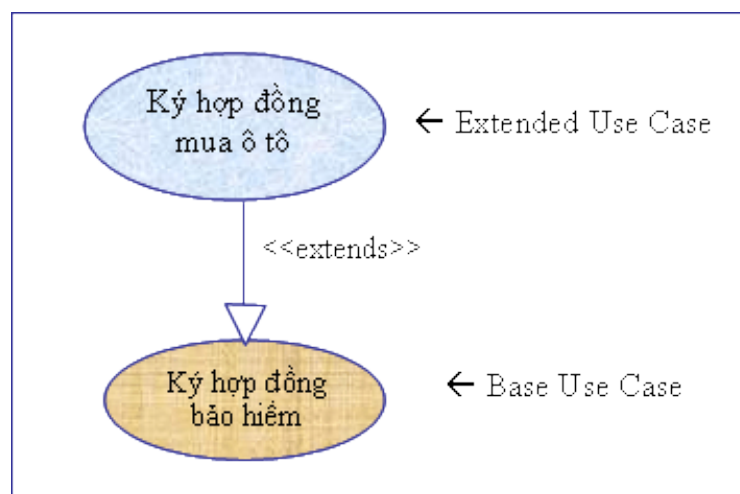 Ký hợp đồng
mua ô tô
← Extended Use Case
<<extends>>
Ký hợp đồng
bảo hiểm
← Base Use Case